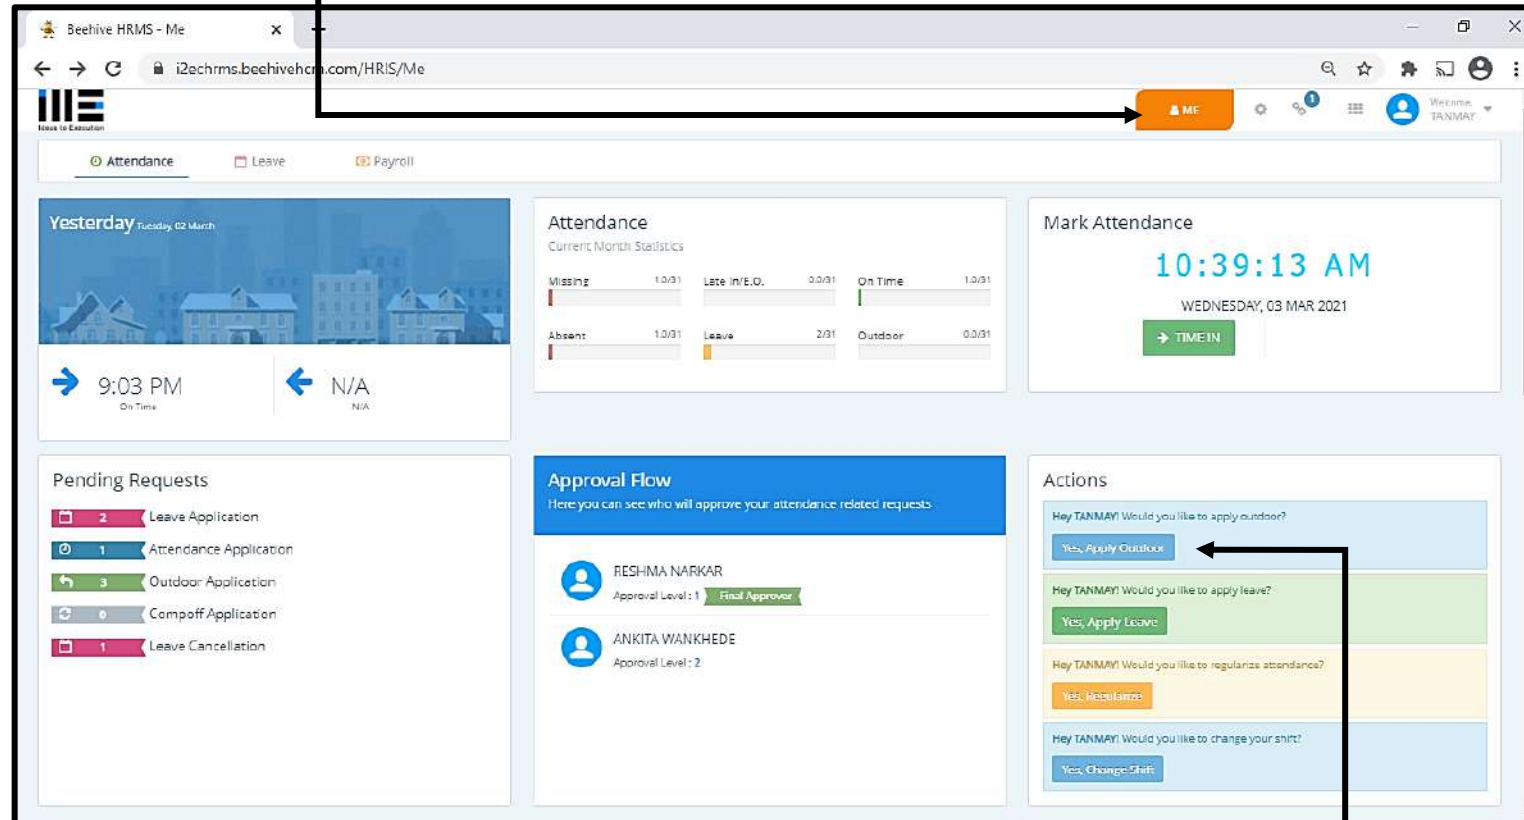 Beehive HRMS - Me
i2echrms.beehivehcm.com/HRIS/Me
Ideas to Execution
ME
1
Welcome,
TANMAY
Attendance
Leave
Payroll
Yesterday Tuesday, 02 March
9:03 PM
On Time
N/A
N/A
Attendance
Current Month Statistics
Missing 1.0/31
Late In/E.O. 0.0/31
On Time 1.0/31
Absent 1.0/31
Leave 2/31
Outdoor 0.0/31
Mark Attendance
10:39:13 AM
WEDNESDAY, 03 MAR 2021
TIME IN
Pending Requests
2 Leave Application
1 Attendance Application
3 Outdoor Application
0 Compoff Application
1 Leave Cancellation
Approval Flow
Here you can see who will approve your attendance related requests
RESHMA NARKAR
Approval Level : 1 Final Approver
ANKITA WANKHEDE
Approval Level : 2
Actions
Hey TANMAY! Would you like to apply outdoor?
Yes, Apply Outdoor
Hey TANMAY! Would you like to apply leave?
Yes, Apply Leave
Hey TANMAY! Would you like to regularize attendance?
Yes, Regularize
Hey TANMAY! Would you like to change your shift?
Yes, Change Shift